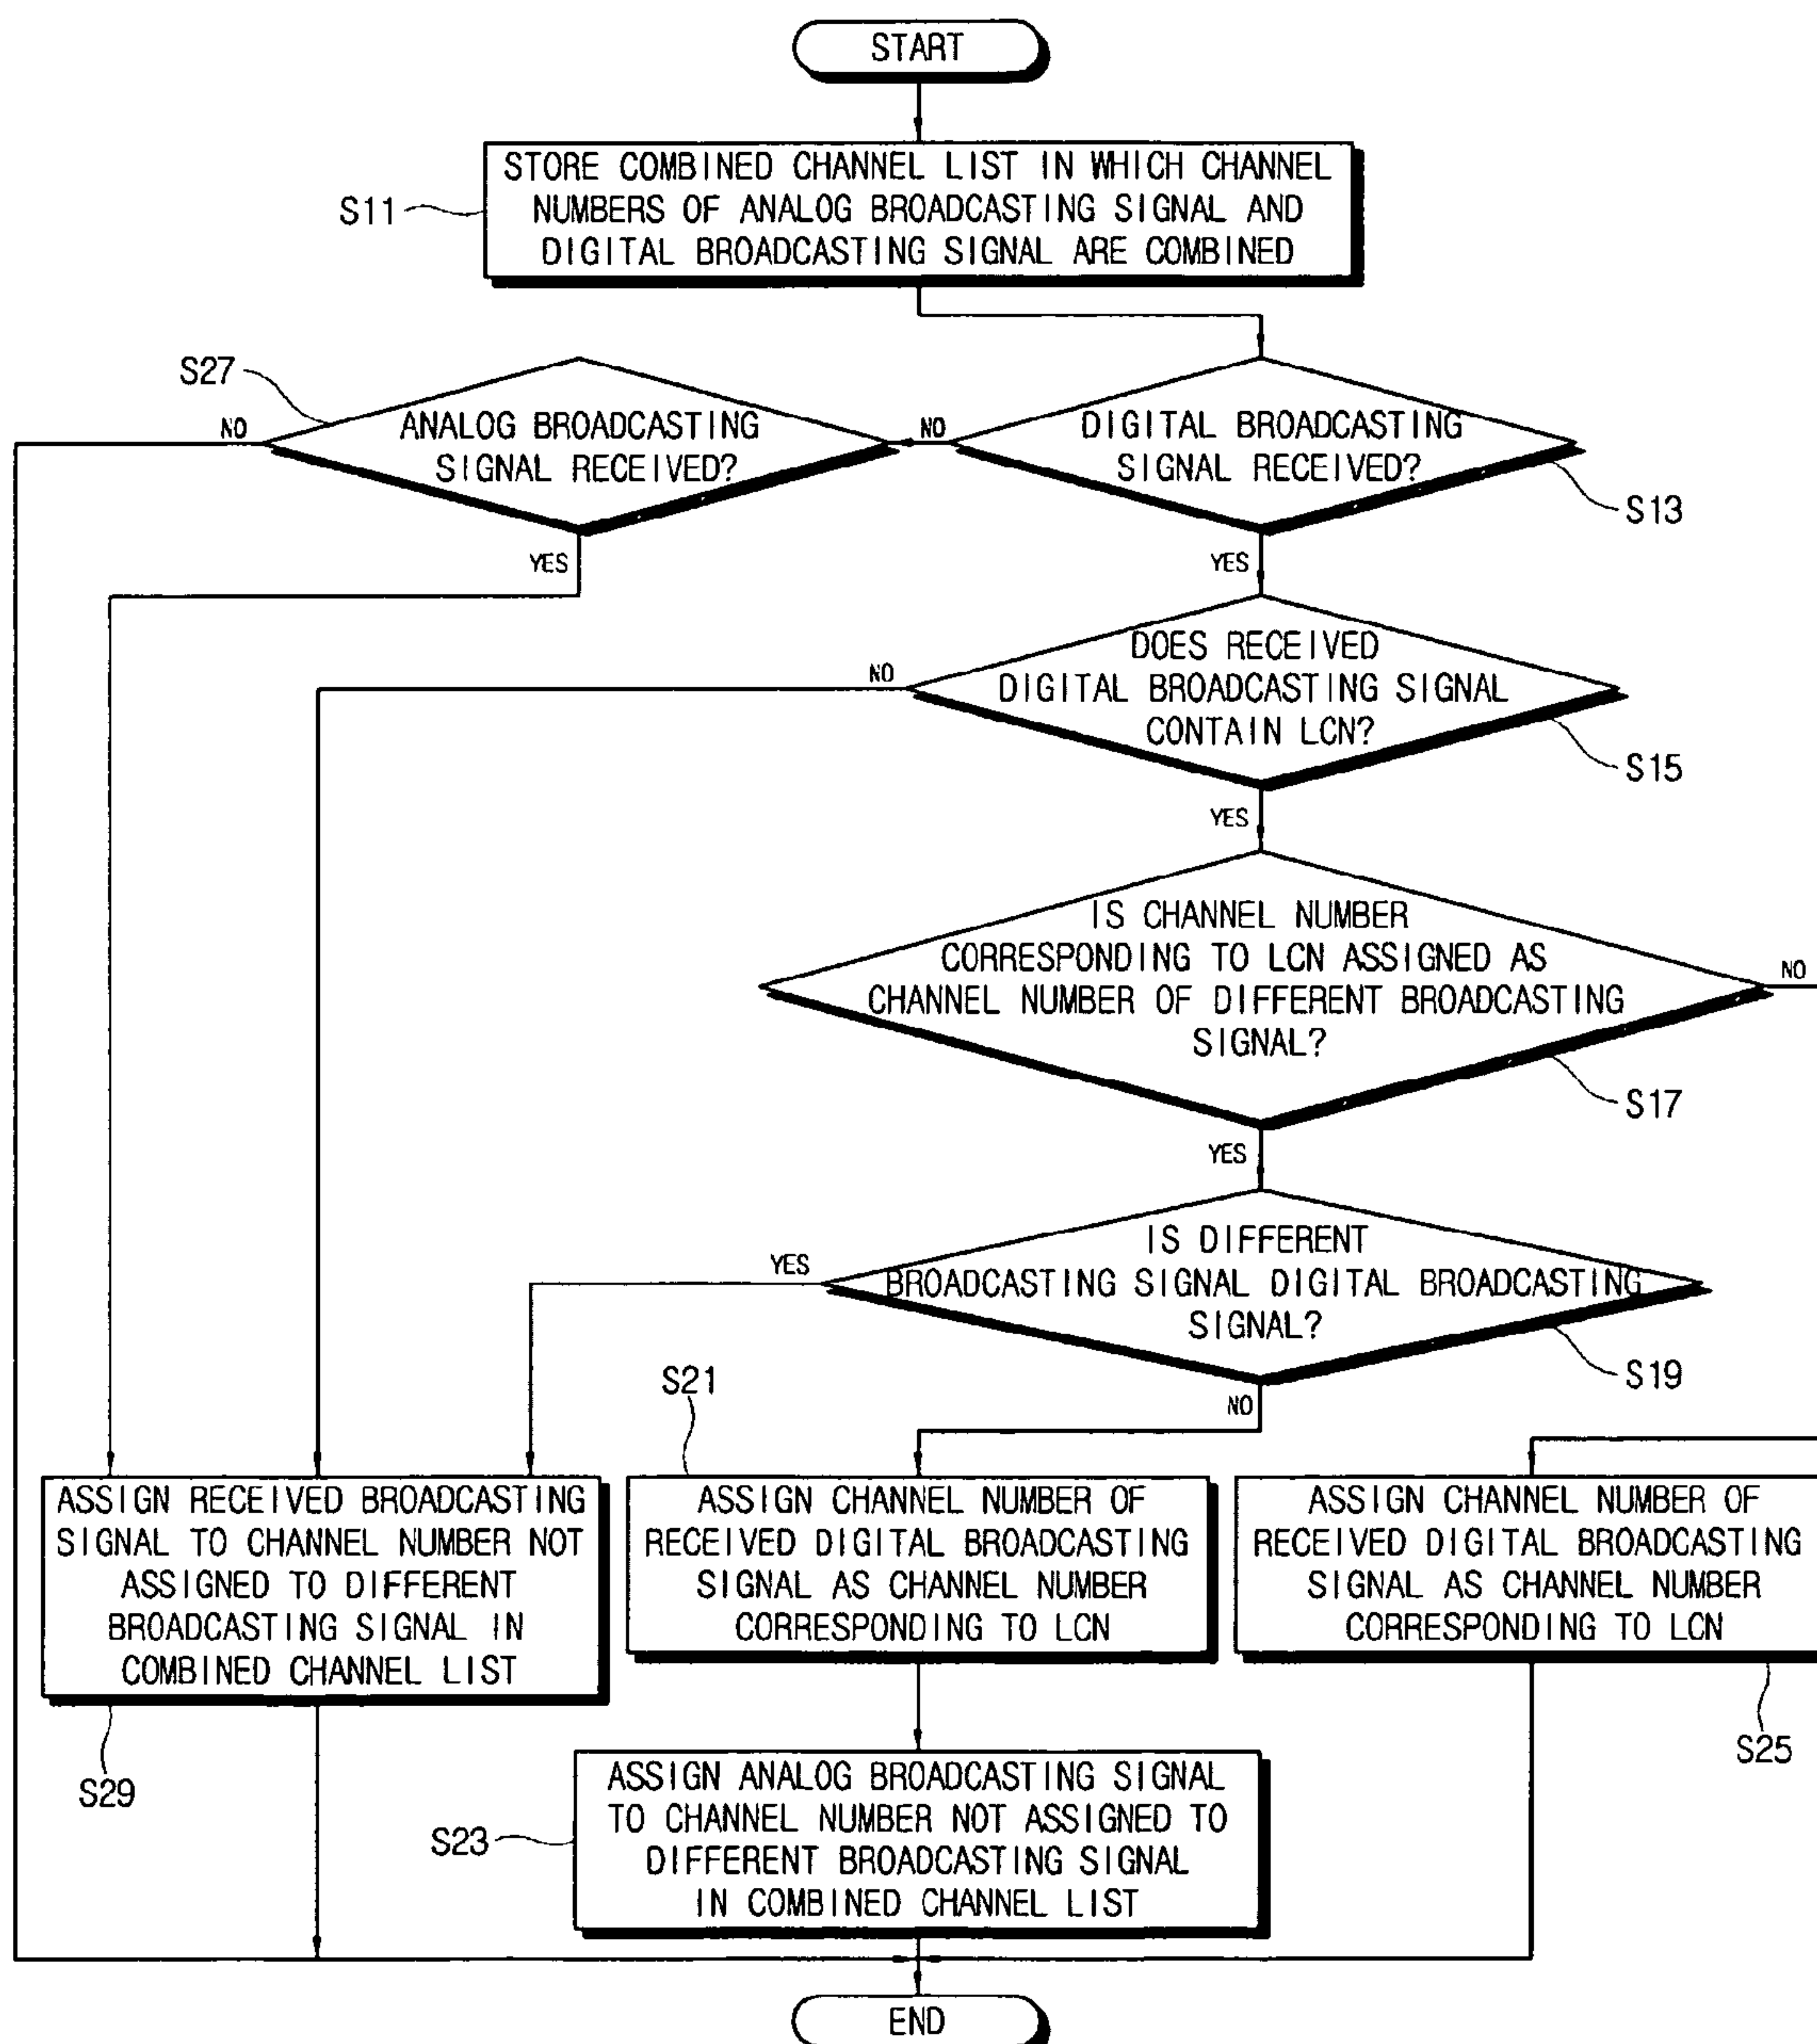 START
STORE COMBINED CHANNEL LIST IN WHICH CHANNEL
NUMBERS OF ANALOG BROADCASTING SIGNAL AND
DIGITAL BROADCASTING SIGNAL ARE COMBINED
S11
S27
ANALOG BROADCASTING
SIGNAL RECEIVED?
NO
YES
NO
DIGITAL BROADCASTING
SIGNAL RECEIVED?
S13
YES
DOES RECEIVED
DIGITAL BROADCASTING SIGNAL
CONTAIN LCN?
NO
S15
YES
IS CHANNEL NUMBER
CORRESPONDING TO LCN ASSIGNED AS
CHANNEL NUMBER OF DIFFERENT BROADCASTING
SIGNAL?
NO
S17
YES
IS DIFFERENT
BROADCASTING SIGNAL DIGITAL BROADCASTING
SIGNAL?
YES
S19
NO
S21
ASSIGN RECEIVED BROADCASTING
SIGNAL TO CHANNEL NUMBER NOT
ASSIGNED TO DIFFERENT
BROADCASTING SIGNAL IN
COMBINED CHANNEL LIST
S29
ASSIGN CHANNEL NUMBER OF
RECEIVED DIGITAL BROADCASTING
SIGNAL AS CHANNEL NUMBER
CORRESPONDING TO LCN
ASSIGN CHANNEL NUMBER OF
RECEIVED DIGITAL BROADCASTING
SIGNAL AS CHANNEL NUMBER
CORRESPONDING TO LCN
S25
ASSIGN ANALOG BROADCASTING SIGNAL
TO CHANNEL NUMBER NOT ASSIGNED TO
DIFFERENT BROADCASTING SIGNAL
IN COMBINED CHANNEL LIST
S23
END